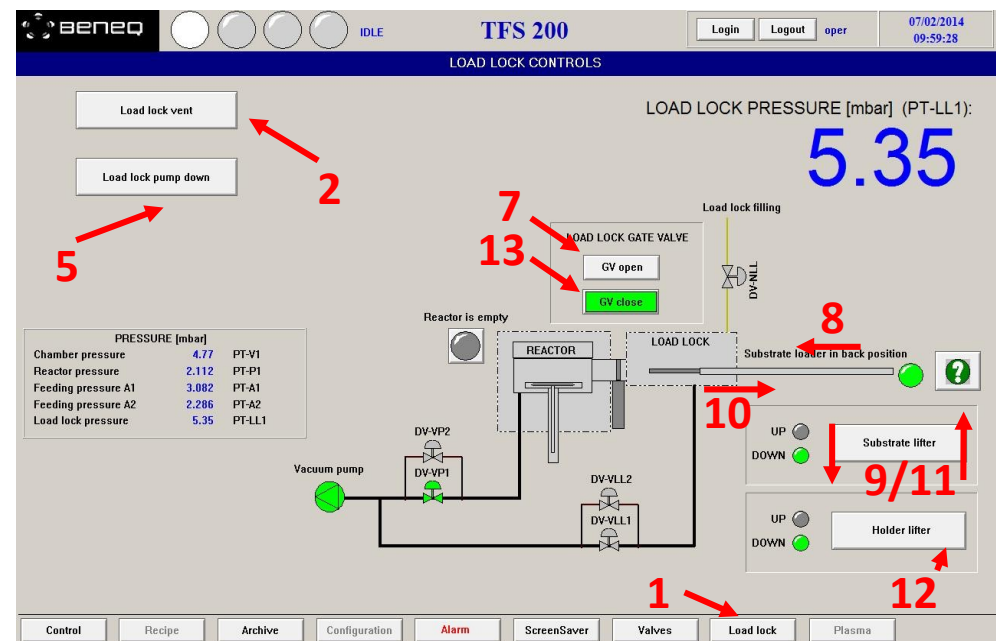 BENEQ
IDLE
TFS 200
Login
Logout
oper
07/02/2014
09:59:28
LOAD LOCK CONTROLS
Load lock vent
LOAD LOCK PRESSURE [mbar] (PT-LL1):
5.35
2
Load lock pump down
5
Load lock filling
7
LOAD LOCK GATE VALVE
13
GV open
GV close
DV-NLL
Reactor is empty
8
PRESSURE [mbar]
Chamber pressure 4.77 PT-V1
Reactor pressure 2.112 PT-P1
Feeding pressure A1 3.082 PT-A1
Feeding pressure A2 2.286 PT-A2
Load lock pressure 5.35 PT-LL1
REACTOR
LOAD LOCK
Substrate loader in back position
?
10
DV-VP2
UP
DOWN
Substrate lifter
9/11
Vacuum pump
DV-VP1
DV-VLL2
DV-VLL1
UP
DOWN
Holder lifter
1
12
Control
Recipe
Archive
Configuration
Alarm
ScreenSaver
Valves
Load lock
Plasma